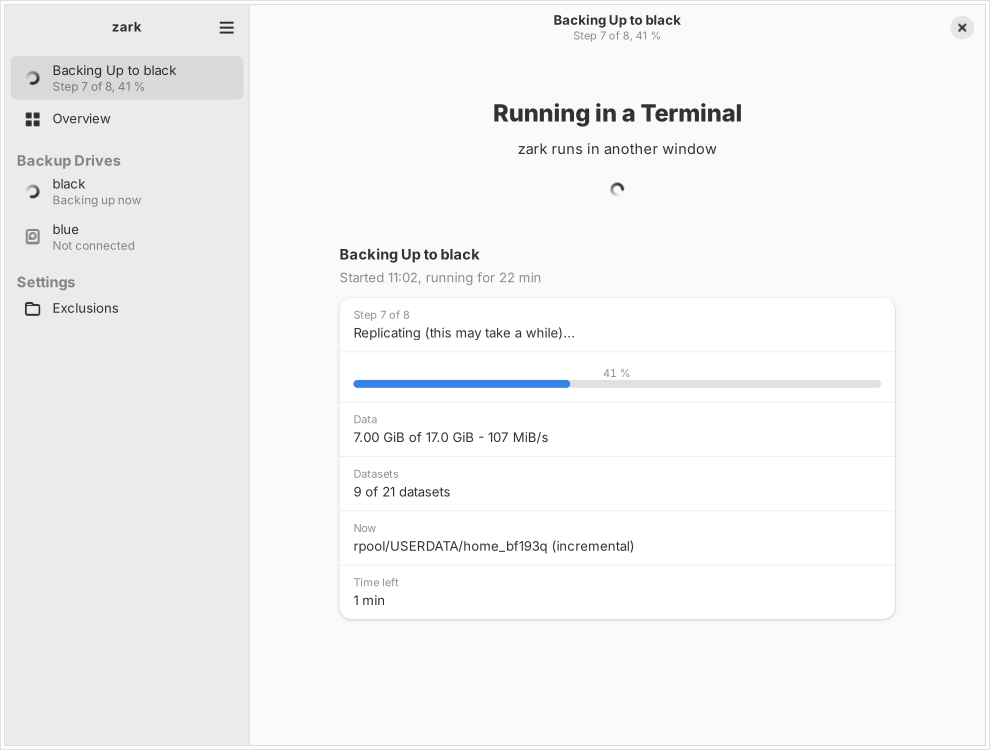 zark
Backing Up to black
Step 7 of 8, 41 %
Overview
Backup Drives
black
Backing up now
blue
Not connected
Settings
Exclusions
Backing Up to black
Step 7 of 8, 41 %
Running in a Terminal
zark runs in another window
Backing Up to black
Started 11:02, running for 22 min
Step 7 of 8
Replicating (this may take a while)...
41 %
Data
7.00 GiB of 17.0 GiB - 107 MiB/s
Datasets
9 of 21 datasets
Now
rpool/USERDATA/home_bf193q (incremental)
Time left
1 min